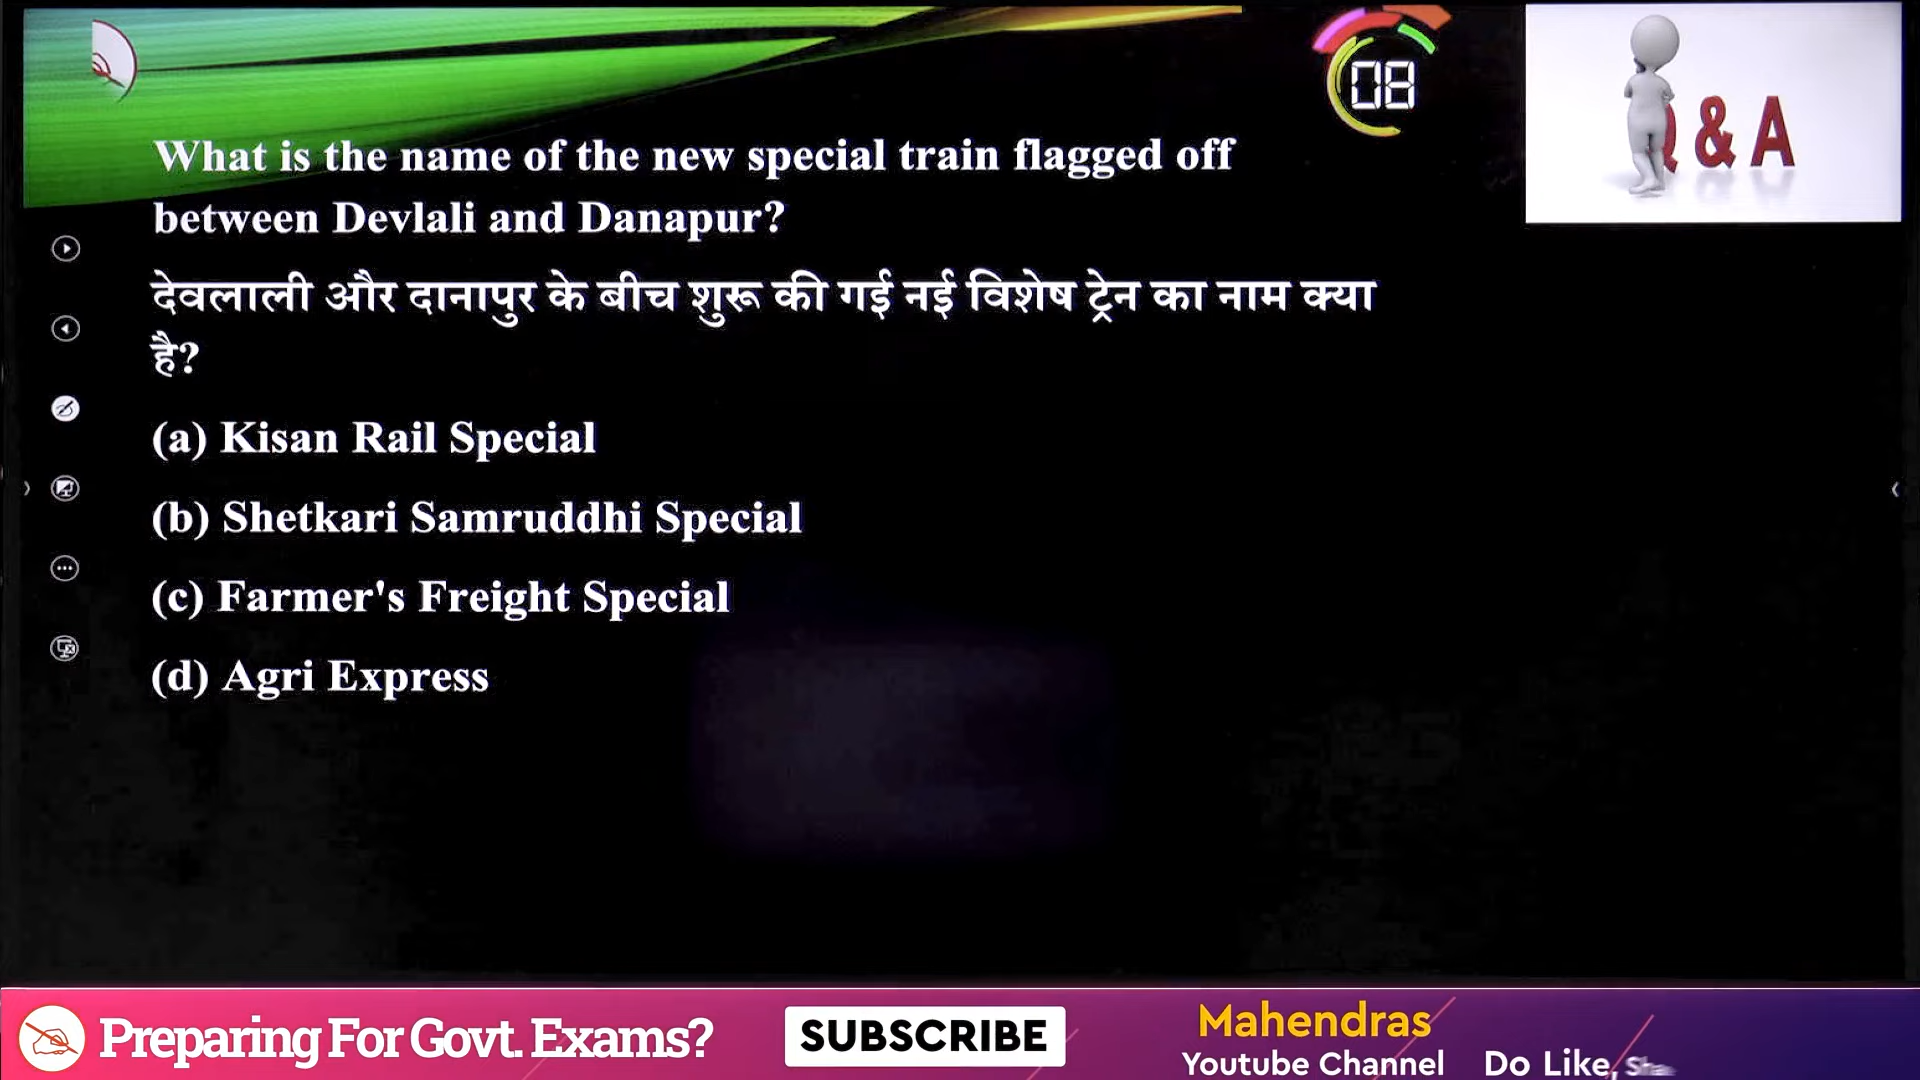 08
& A
What is the name of the new special train flagged off
between Devlali and Danapur?
देवलाली और दानापुर के बीच शुरू की गई नई विशेष ट्रेन का नाम क्या
है?
(a) Kisan Rail Special
(b) Shetkari Samruddhi Special
(c) Farmer's Freight Special
(d) Agri Express
Preparing For Govt. Exams?
SUBSCRIBE
Mahendras
Youtube Channel
Do Like,